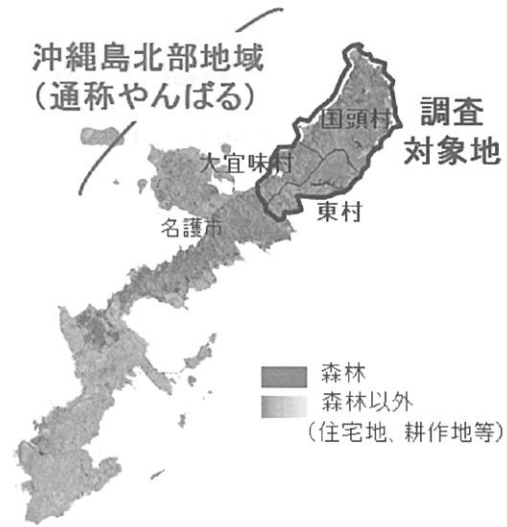 沖縄島北部地域
（通称やんばる）
国頭村
調査
対象地
大宜味村
東村
名護市
森林
森林以外
（住宅地、耕作地等）